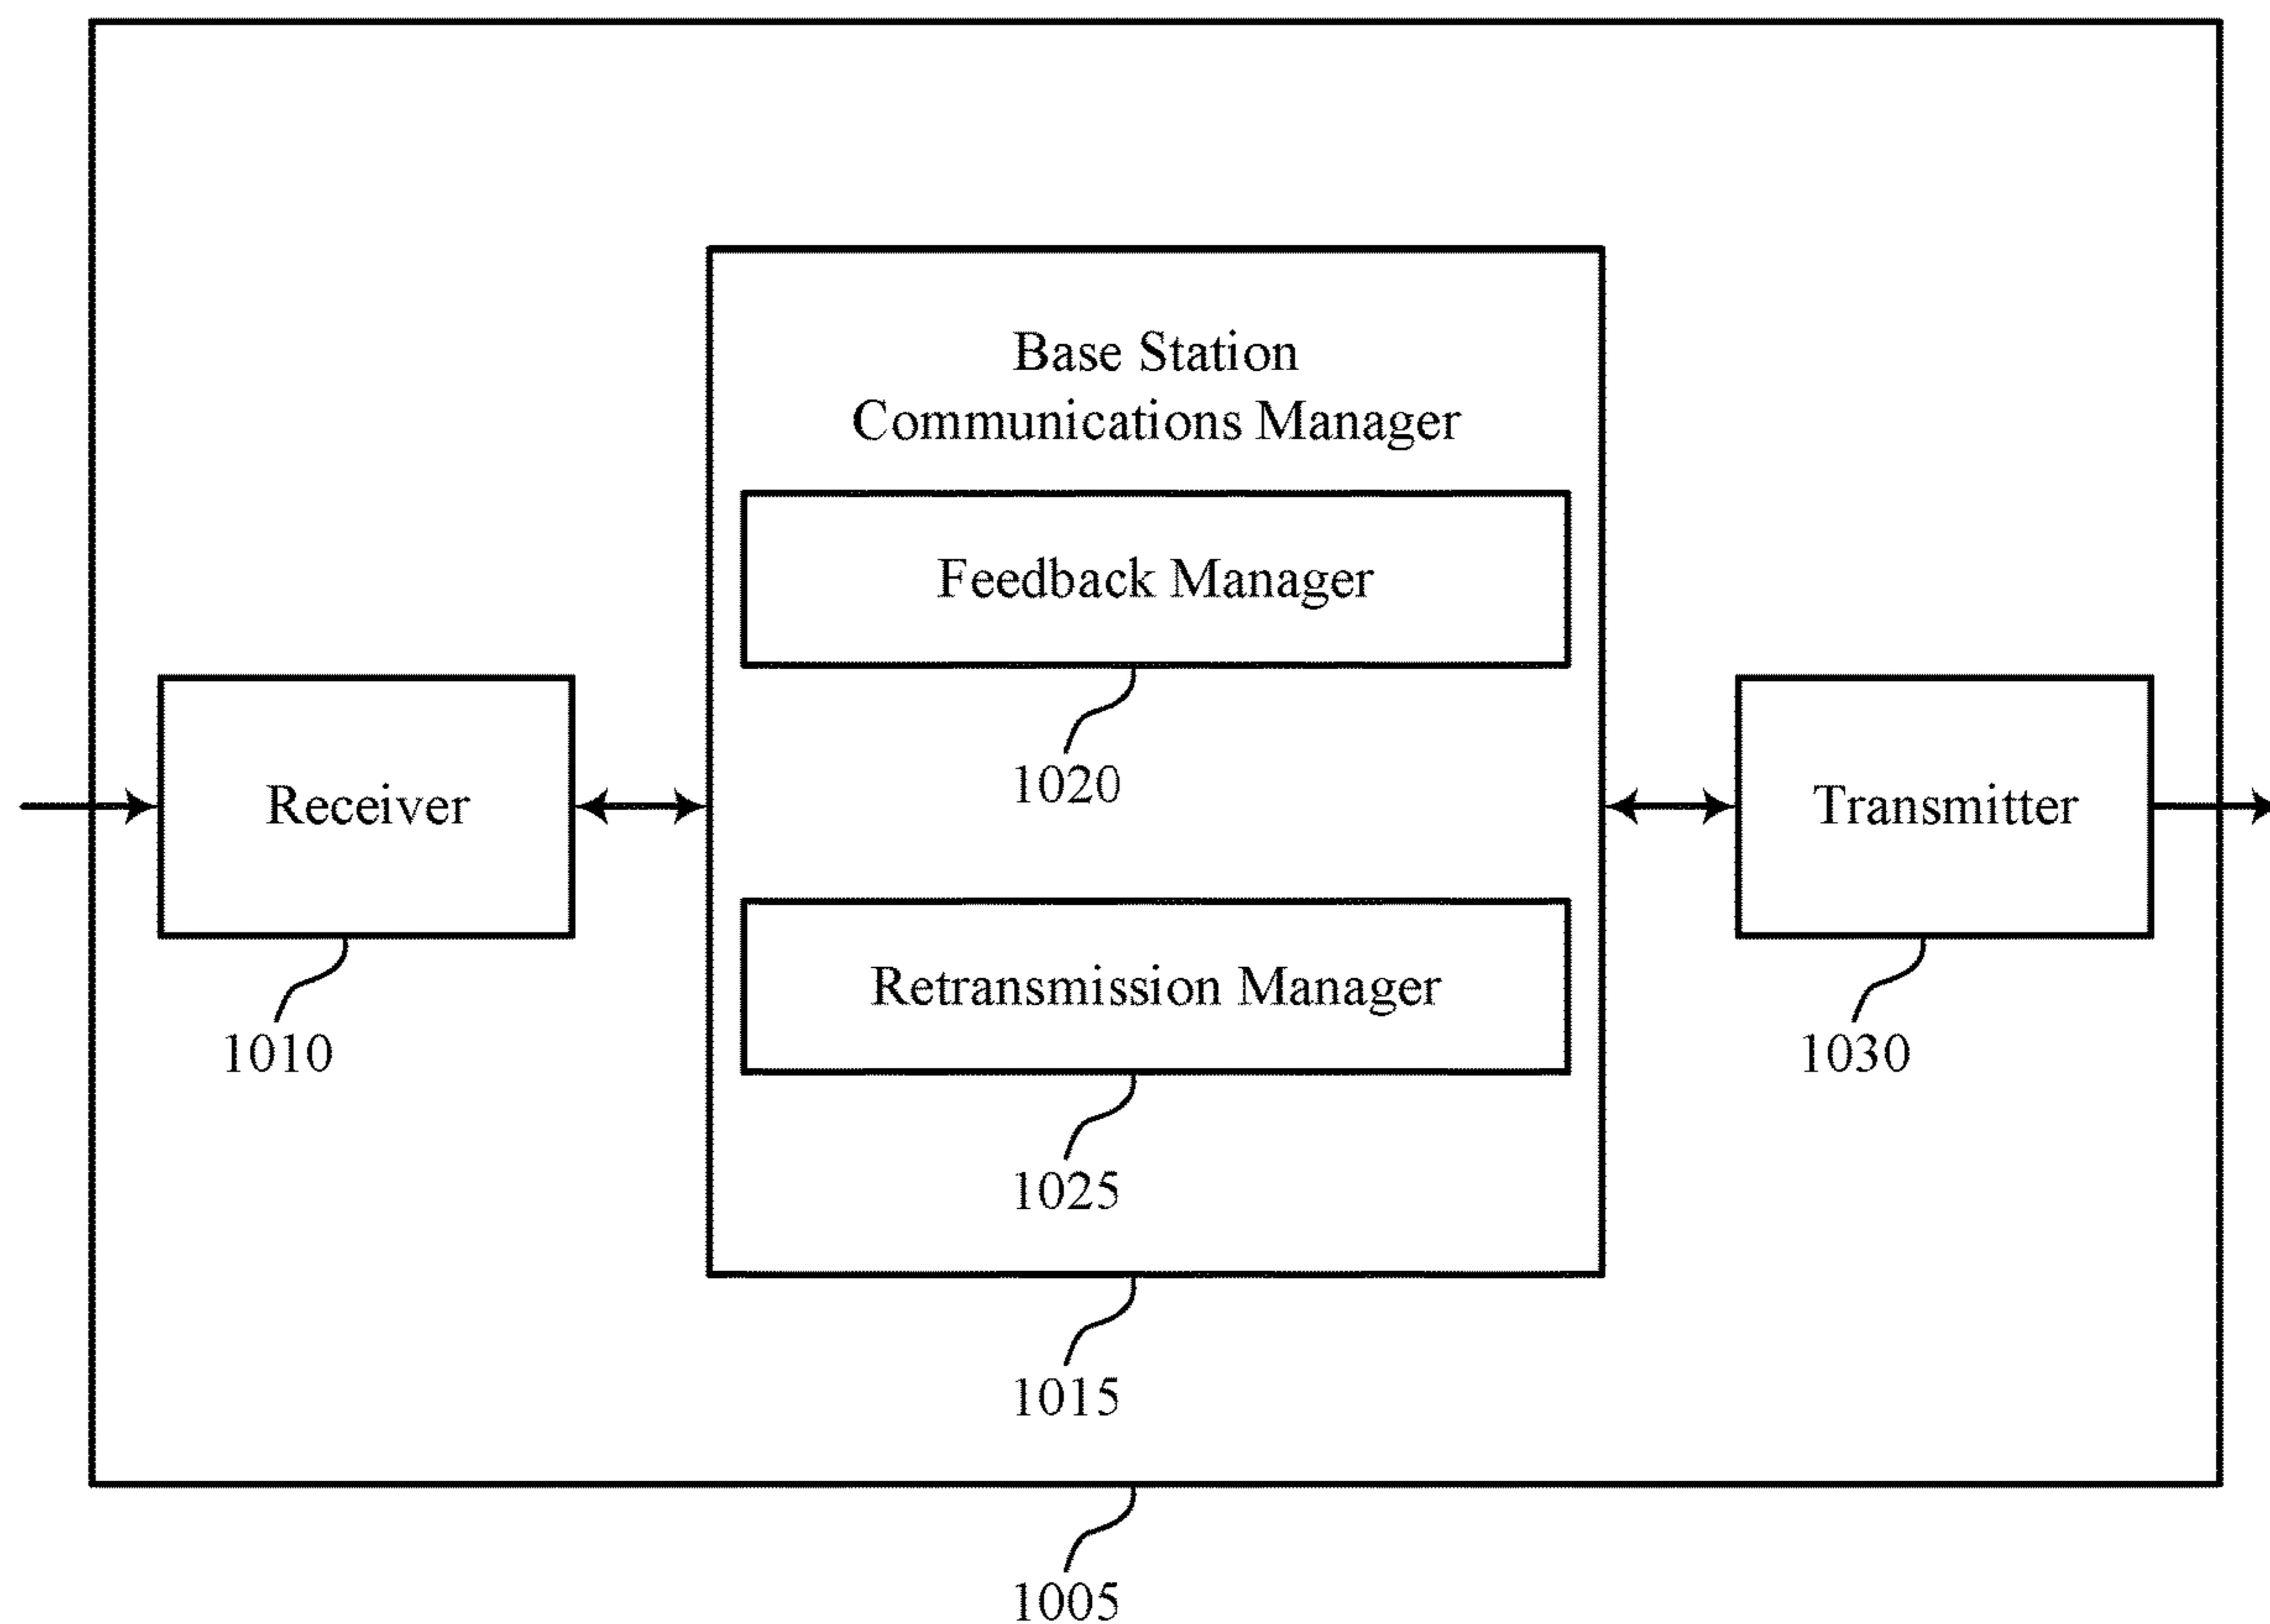 Base Station
Communications Manager
Feedback Manager
1020
Receiver
Transmitter
Retransmission Manager
1010
1030
1025
1015
1005